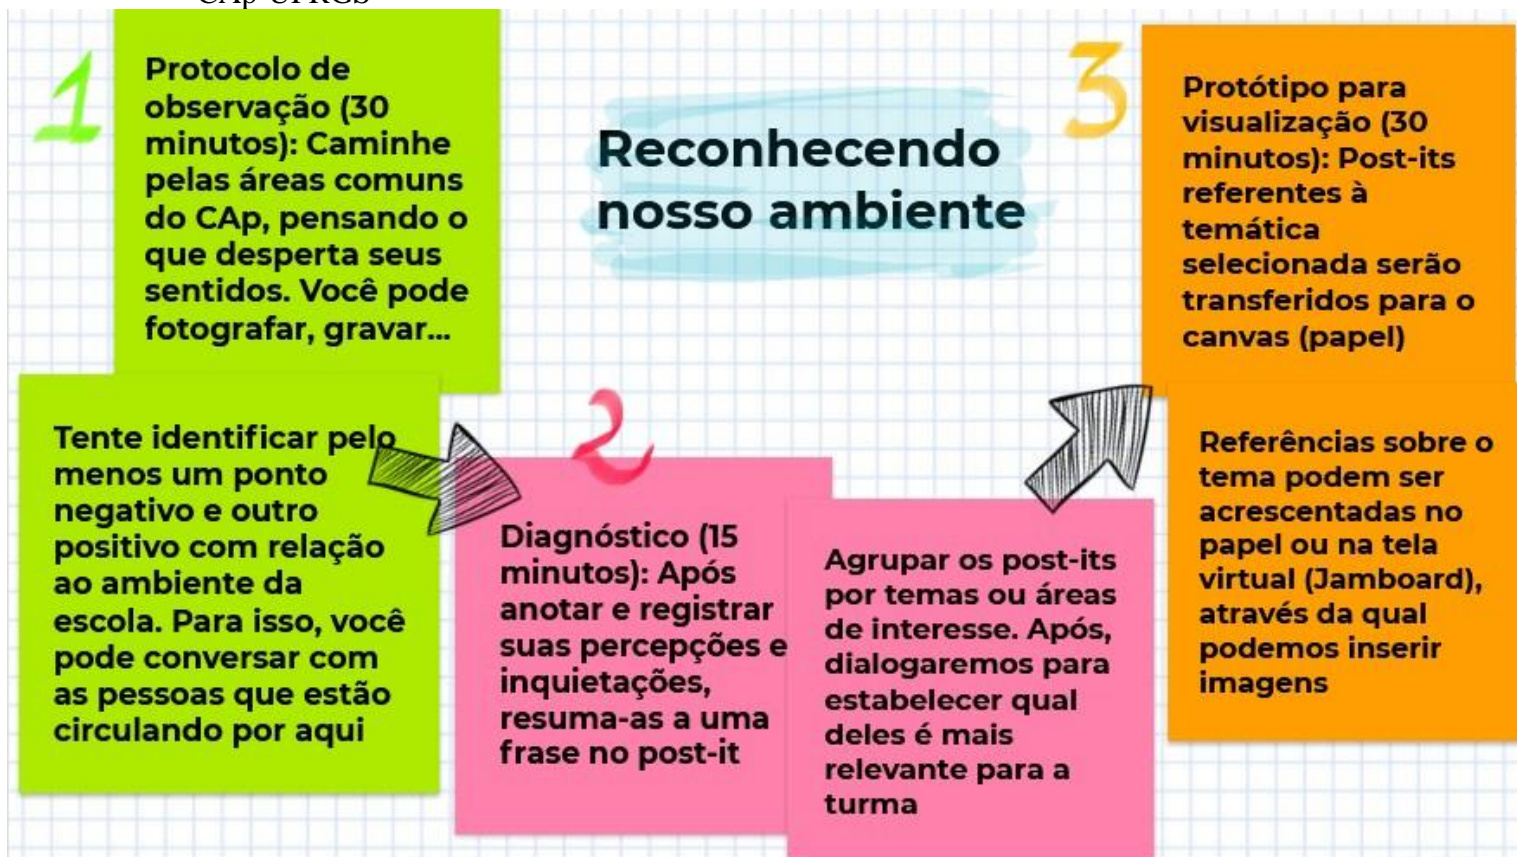 CAp-UFRGS
1
Protocolo de
observação (30
minutos): Caminhe
pelas áreas comuns
do CAp, pensando o
que desperta seus
sentidos. Você pode
fotografar, gravar...
Tente identificar pelo
menos um ponto
negativo e outro
positivo com relação
ao ambiente da
escola. Para isso, você
pode conversar com
as pessoas que estão
circulando por aqui
Reconhecendo
nosso ambiente
2
Diagnóstico (15
minutos): Após
anotar e registrar
suas percepções e
inquietações,
resuma-as a uma
frase no post-it
Agrupar os post-its
por temas ou áreas
de interesse. Após,
dialogaremos para
estabelecer qual
deles é mais
relevante para a
turma
3
Protótipo para
visualização (30
minutos): Post-its
referentes à
temática
selecionada serão
transferidos para o
canvas (papel)
Referências sobre o
tema podem ser
acrescentadas no
papel ou na tela
virtual (Jamboard),
através da qual
podemos inserir
imagens